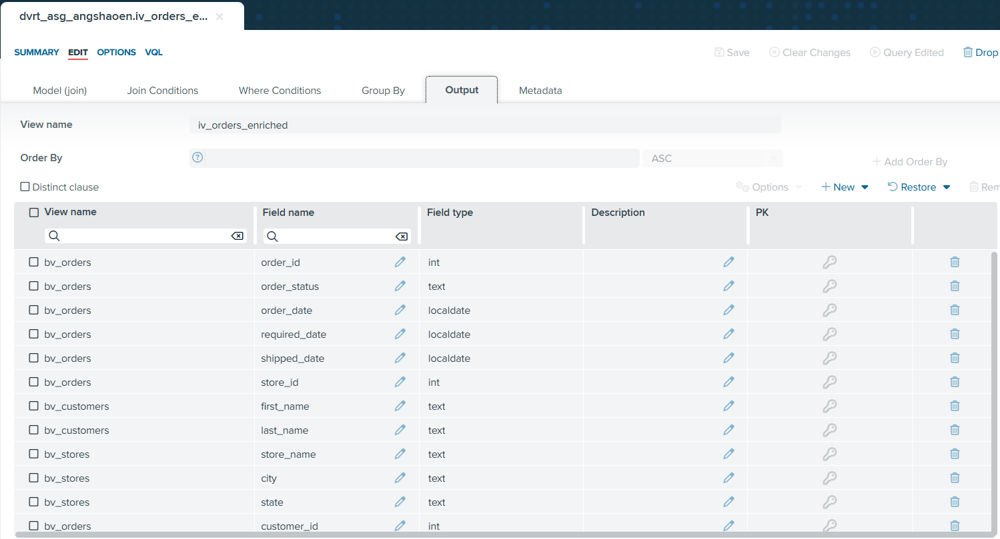 dvrt_asg_angshaoen.iv_orders_e...
SUMMARY EDIT OPTIONS VQL
Save Clear Changes Query Edited Drop
Model (join) Join Conditions Where Conditions Group By Output Metadata
View name iv_orders_enriched
Order By ASC + Add Order By
Distinct clause Options + New Restore Rem
View name Field name Field type Description PK
bv_orders order_id int
bv_orders order_status text
bv_orders order_date localdate
bv_orders required_date localdate
bv_orders shipped_date localdate
bv_orders store_id int
bv_customers first_name text
bv_customers last_name text
bv_stores store_name text
bv_stores city text
bv_stores state text
bv_orders customer_id int